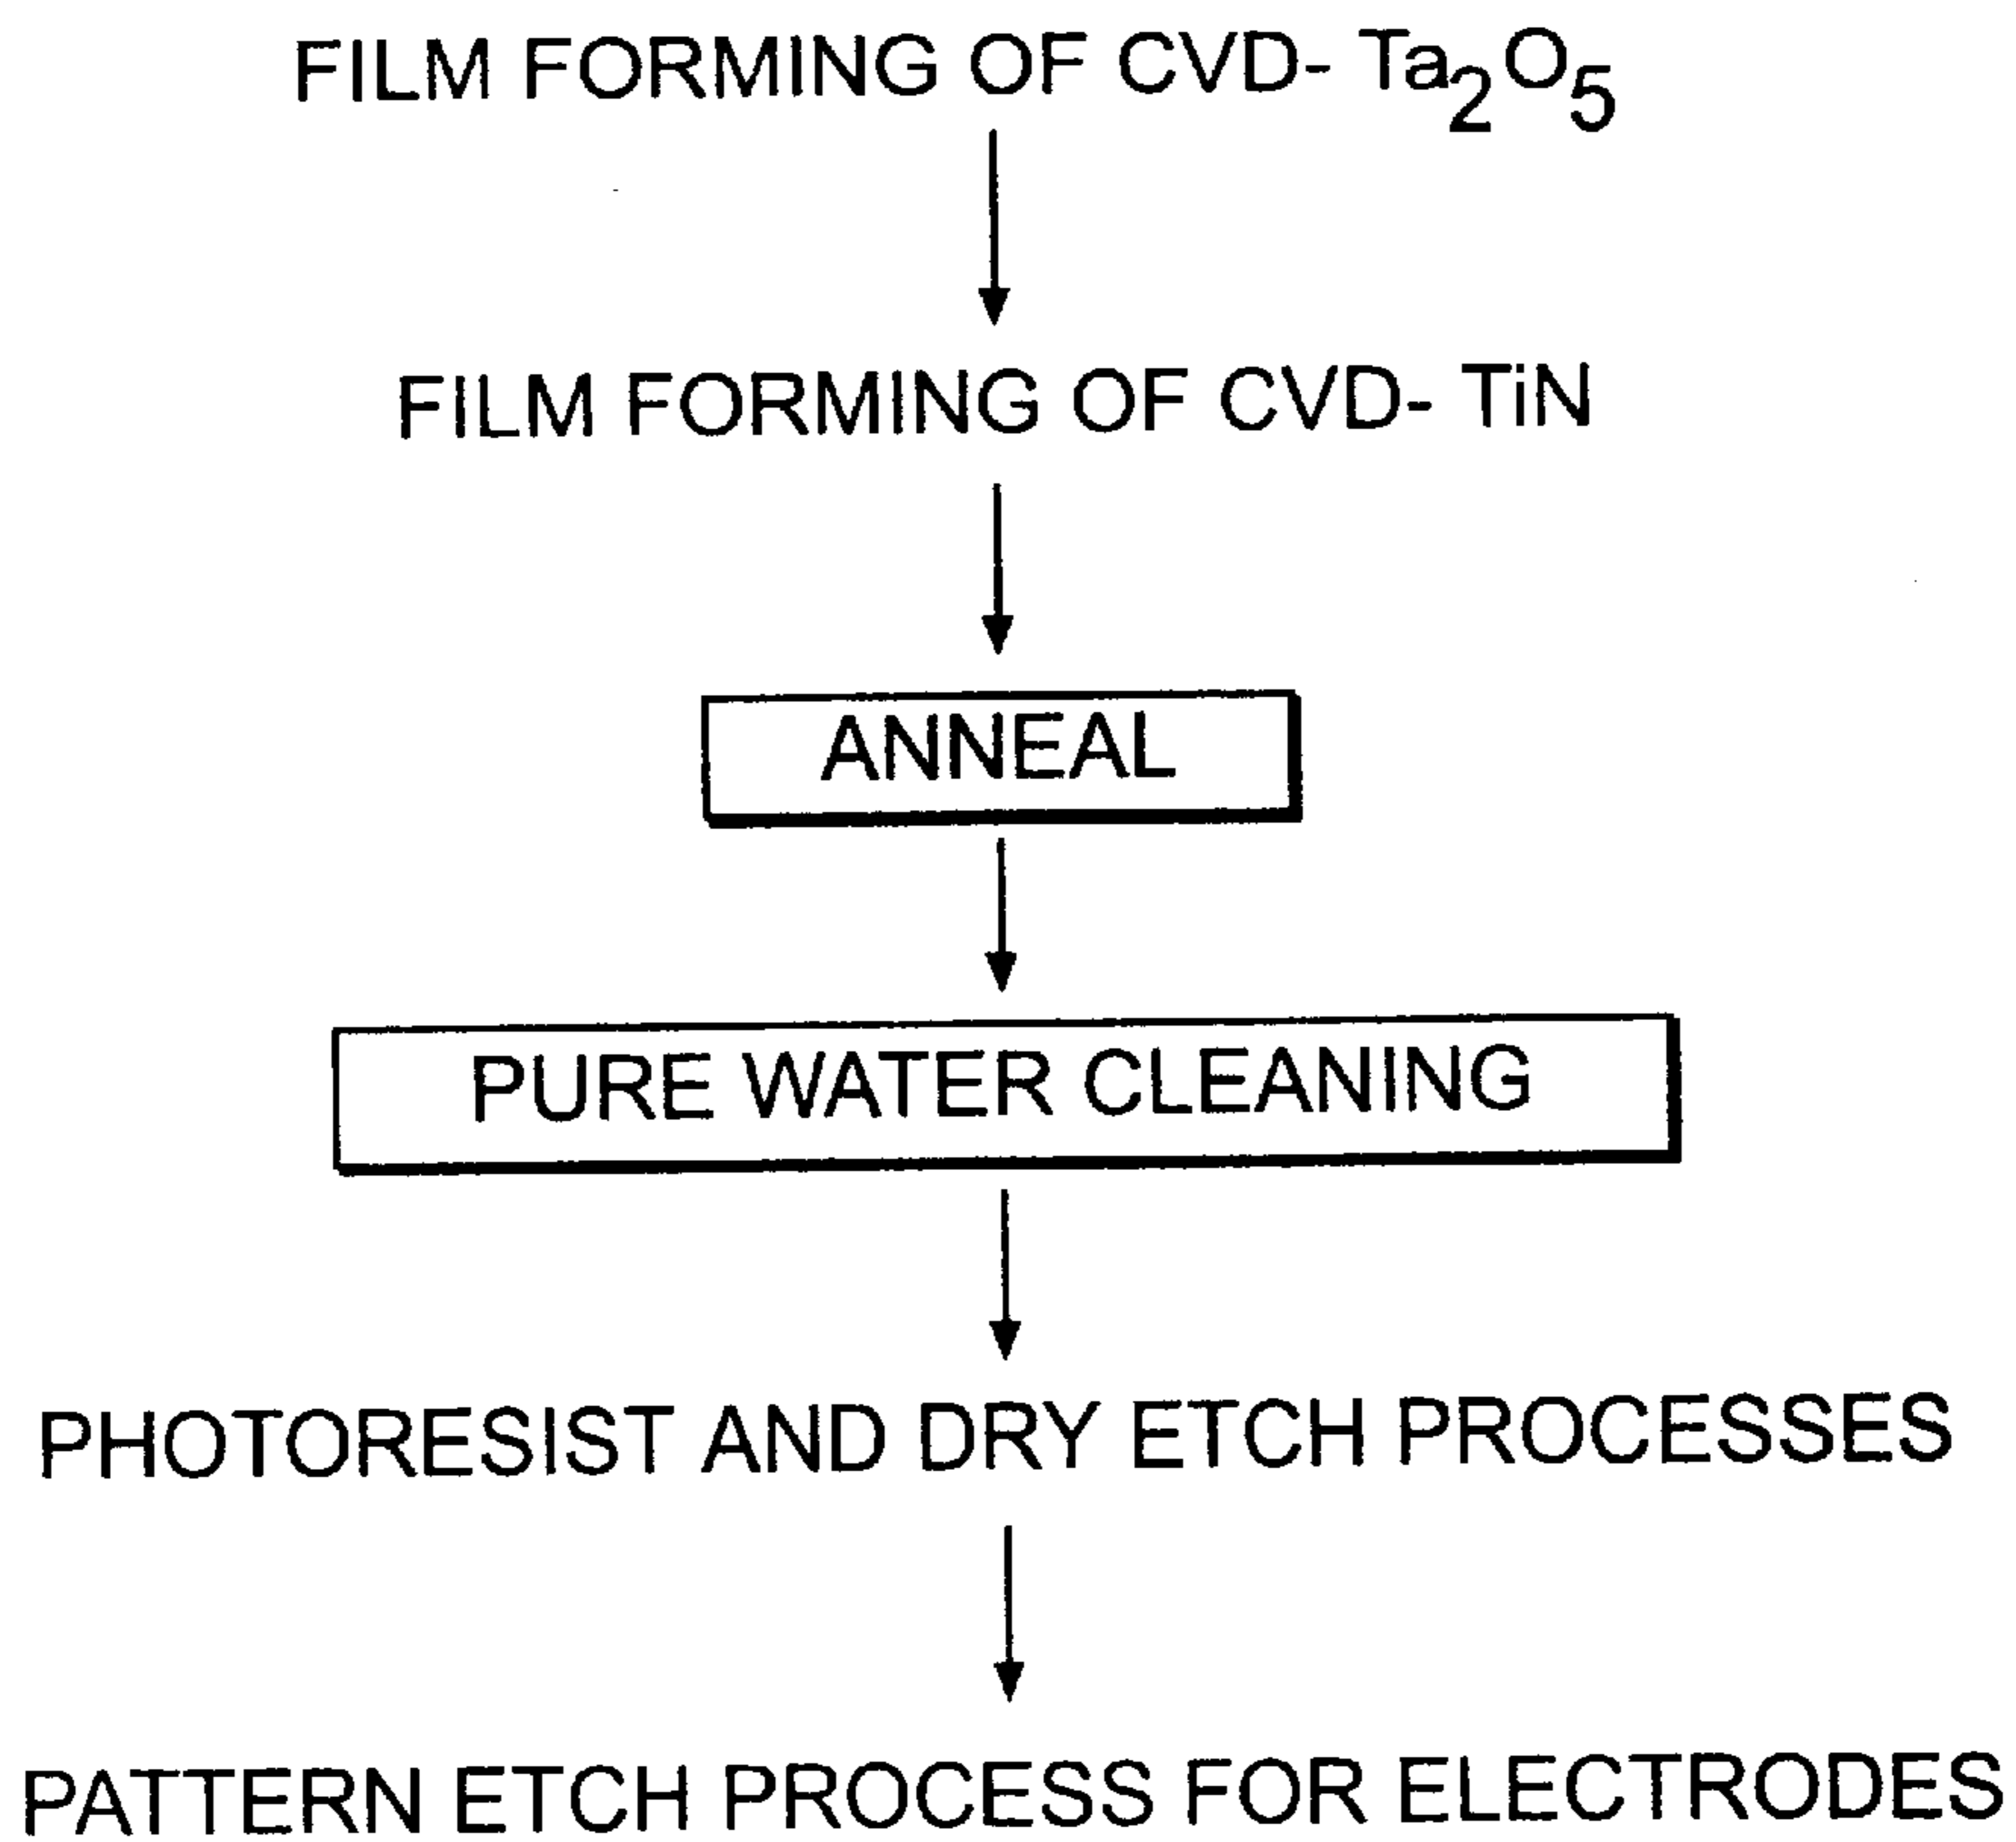 FILM FORMING OF CVD- Ta₂O₅
FILM FORMING OF CVD- TiN
ANNEAL
PURE WATER CLEANING
PHOTORESIST AND DRY ETCH PROCESSES
PATTERN ETCH PROCESS FOR ELECTRODES